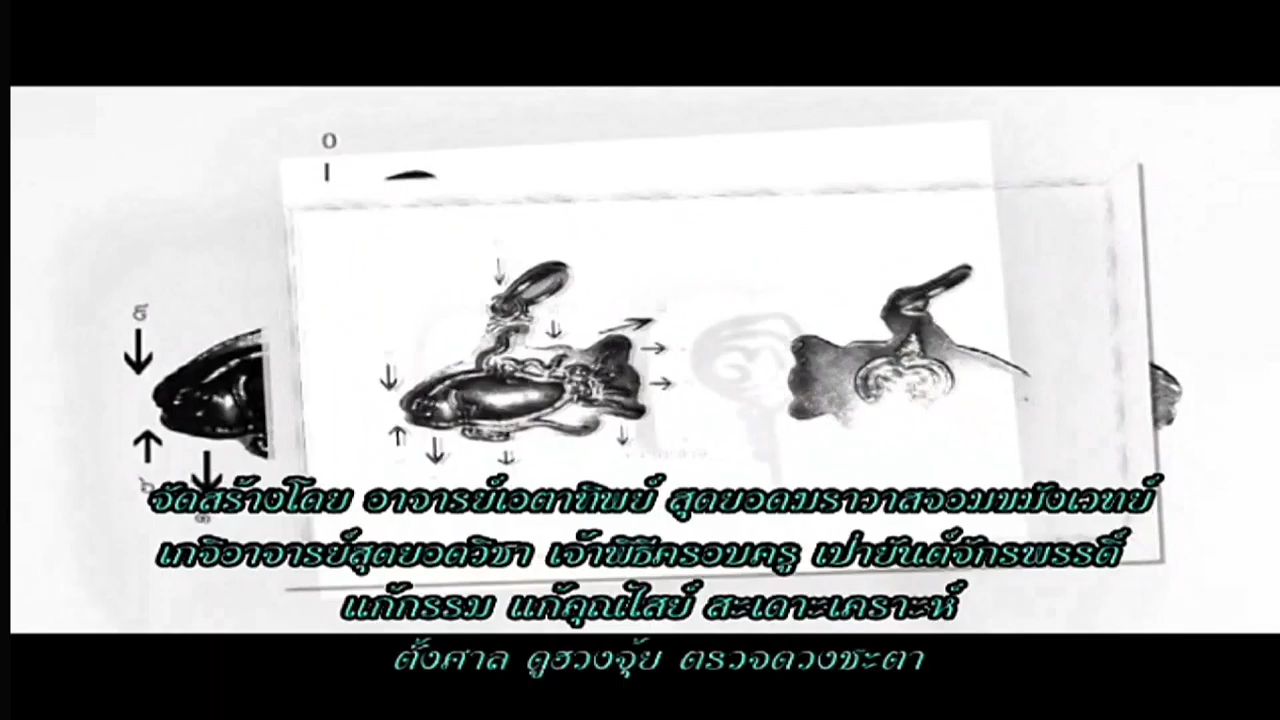 ๐
๕
๖
๓
จัดสร้างโดย อาจารย์เอตาทิพย์ สุดยอดฆราวาสจอมขมังเวทย์
เกจิอาจารย์สุดยอดวิชา เจ้าพิธีครอบครู เป่ายันต์จักรพรรดิ์
แก้กรรม แก้คุณไสย์ สะเดาะเคราะห์
ตั้งศาล ดูฮวงจุ้ย ตรวจดวงชะตา